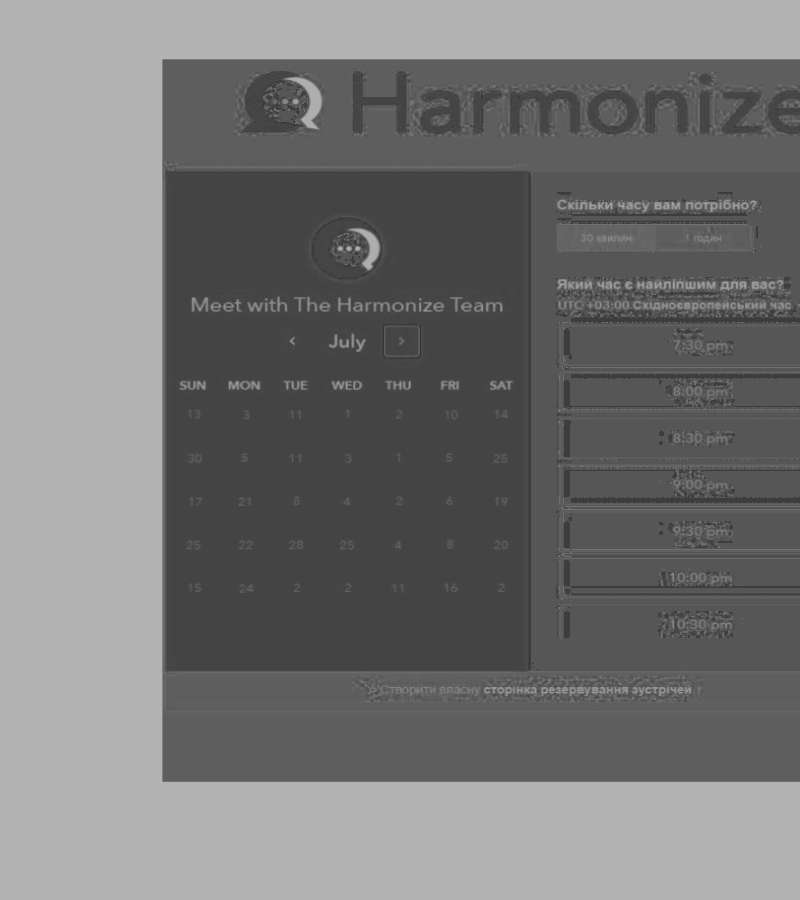 Harmonize
Meet with The Harmonize Team
July
SUN MON TUE WED THU FRI SAT
13 3 11 1 2 10 14
30 5 11 3 1 5 25
17 21 8 4 2 6 19
25 22 28 25 4 8 20
15 24 2 2 11 16 2
Скільки часу вам потрібно?
30 хвилин 1 годин
Який час є найліпшим для вас?
UTC +03:00 Східноєвропейський час
7:30 pm
8:00 pm
8:30 pm
9:00 pm
9:30 pm
10:00 pm
10:30 pm
Створити власну сторінка резервування зустрічей